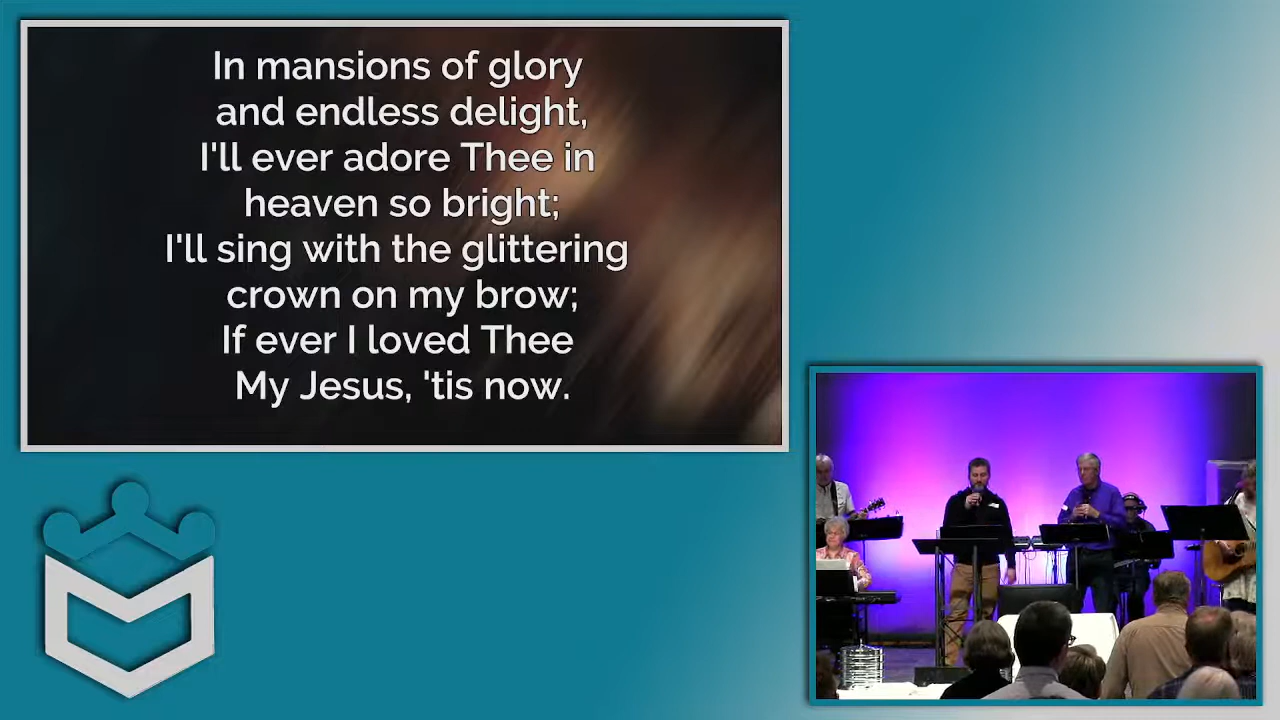 In mansions of glory
and endless delight,
I'll ever adore Thee in
heaven so bright;
I'll sing with the glittering
crown on my brow;
If ever I loved Thee
My Jesus, 'tis now.